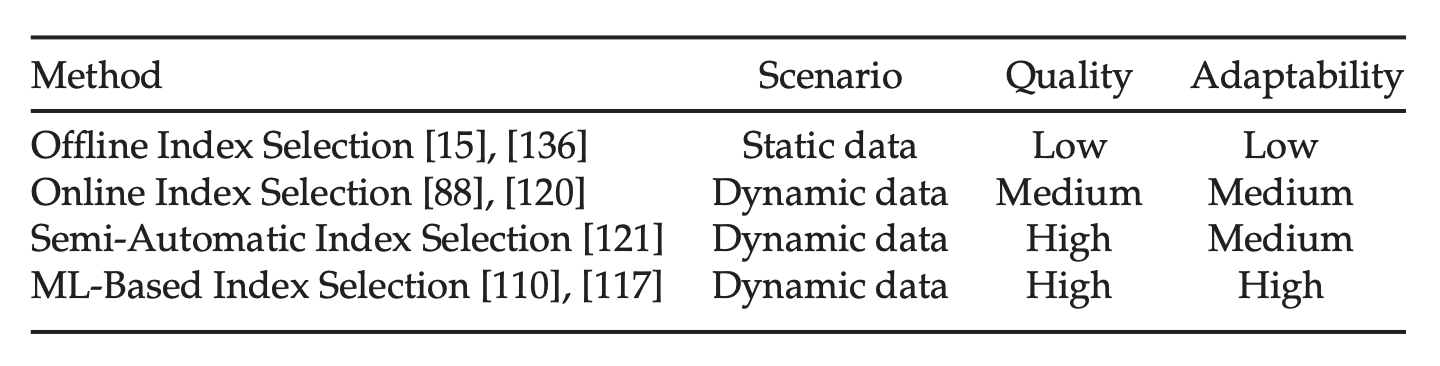 Method Scenario Quality Adaptability
Offline Index Selection [15], [136] Static data Low Low
Online Index Selection [88], [120] Dynamic data Medium Medium
Semi-Automatic Index Selection [121] Dynamic data High Medium
ML-Based Index Selection [110], [117] Dynamic data High High